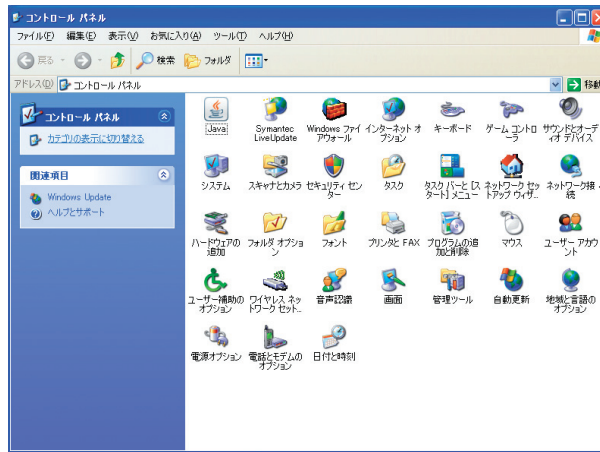 コントロール パネル
ファイル(F) 編集(E) 表示(V) お気に入り(A) ツール(T) ヘルプ(H)
戻る 検索 フォルダ
アドレス(D) コントロール パネル 移動
コントロール パネル
カテゴリの表示に切り替える
関連項目
Windows Update
ヘルプとサポート
Java
Symantec
LiveUpdate
Windows ファイ
アウォール
インターネット オ
プション
キーボード
ゲーム コントロ
ーラ
サウンドとオーデ
ィオ デバイス
システム
スキャナとカメラ
セキュリティ セン
ター
タスク
タスク バーと [ス
タート] メニュー
ネットワーク セッ
トアップ ウィザ...
ネットワーク接
続
ハードウェアの
追加
フォルダ オプショ
ン
フォント
プリンタと FAX
プログラムの追
加と削除
マウス
ユーザー アカウ
ント
ユーザー補助の
オプション
ワイヤレス ネッ
トワーク セット...
音声認識
画面
管理ツール
自動更新
地域と言語の
オプション
電源オプション
電話とモデムの
オプション
日付と時刻